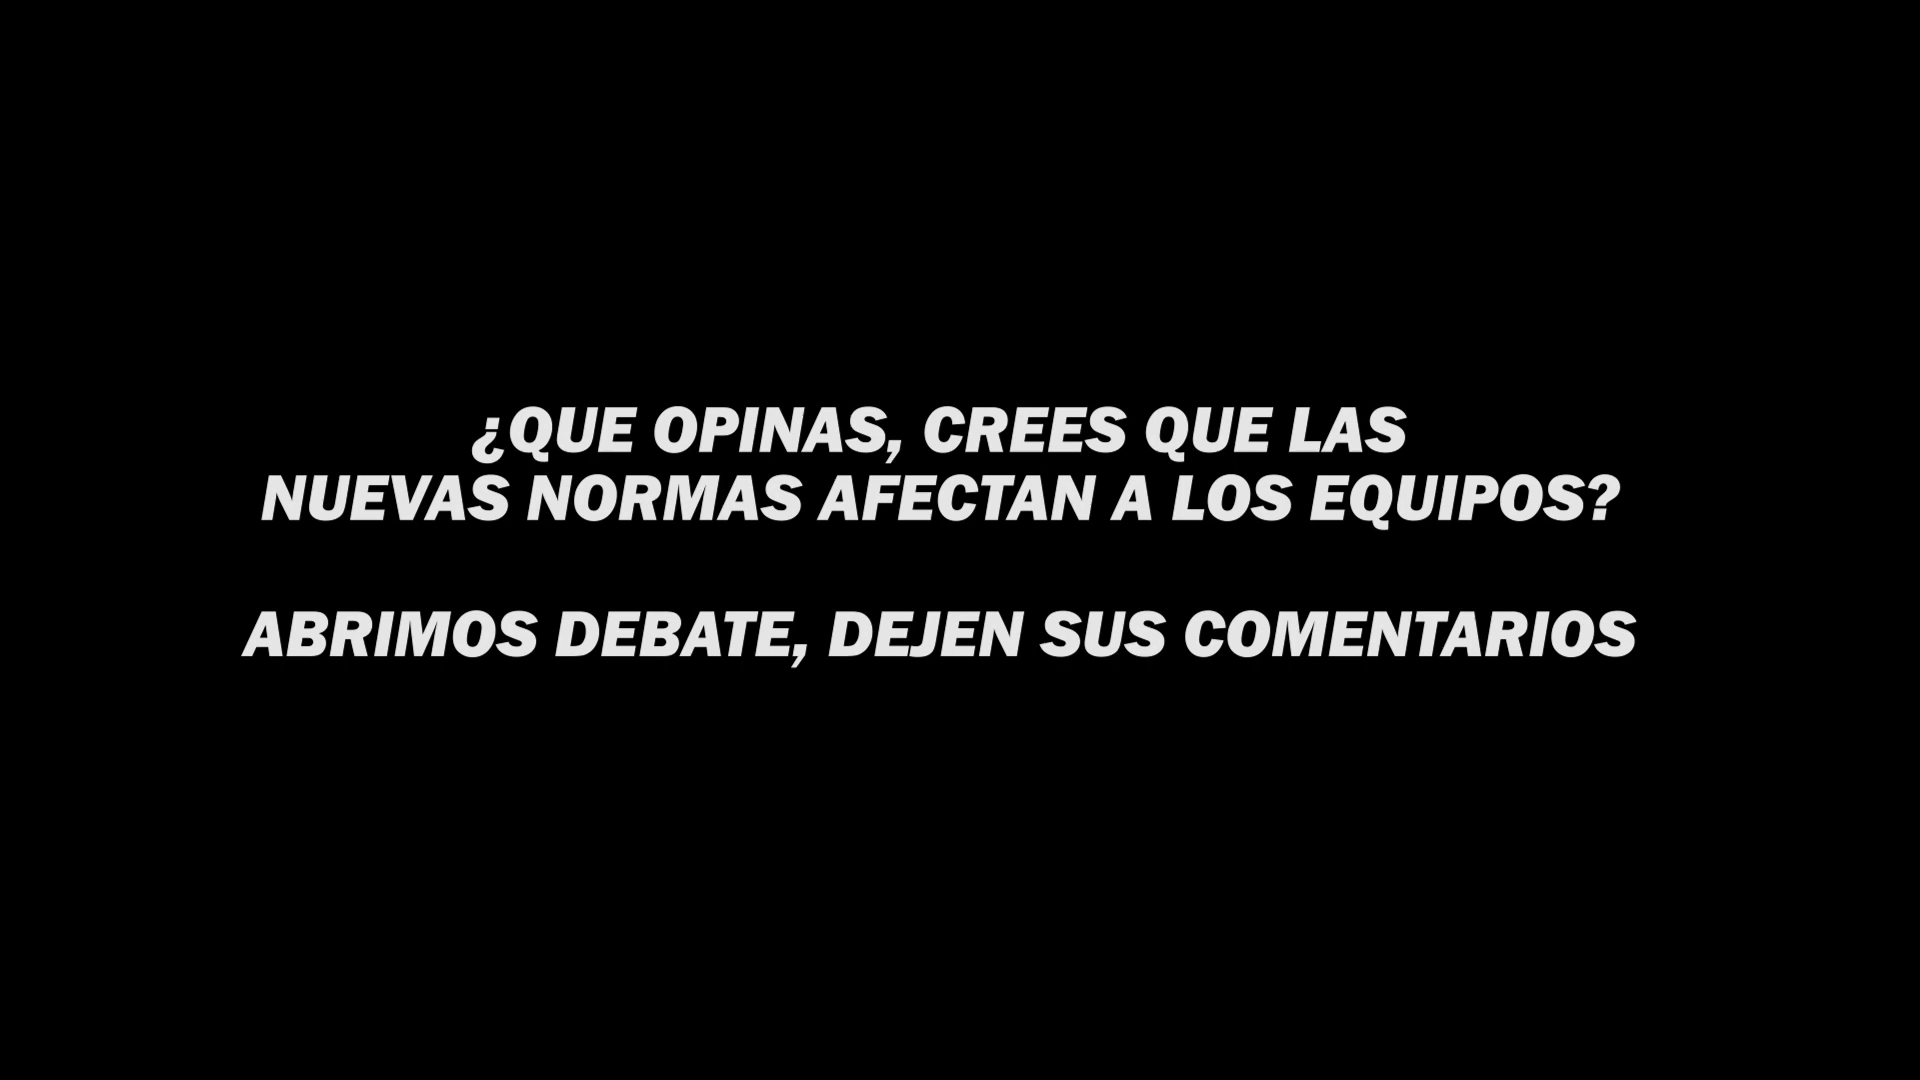 ¿QUE OPINAS, CREES QUE LAS
NUEVAS NORMAS AFECTAN A LOS EQUIPOS?
ABRIMOS DEBATE, DEJEN SUS COMENTARIOS